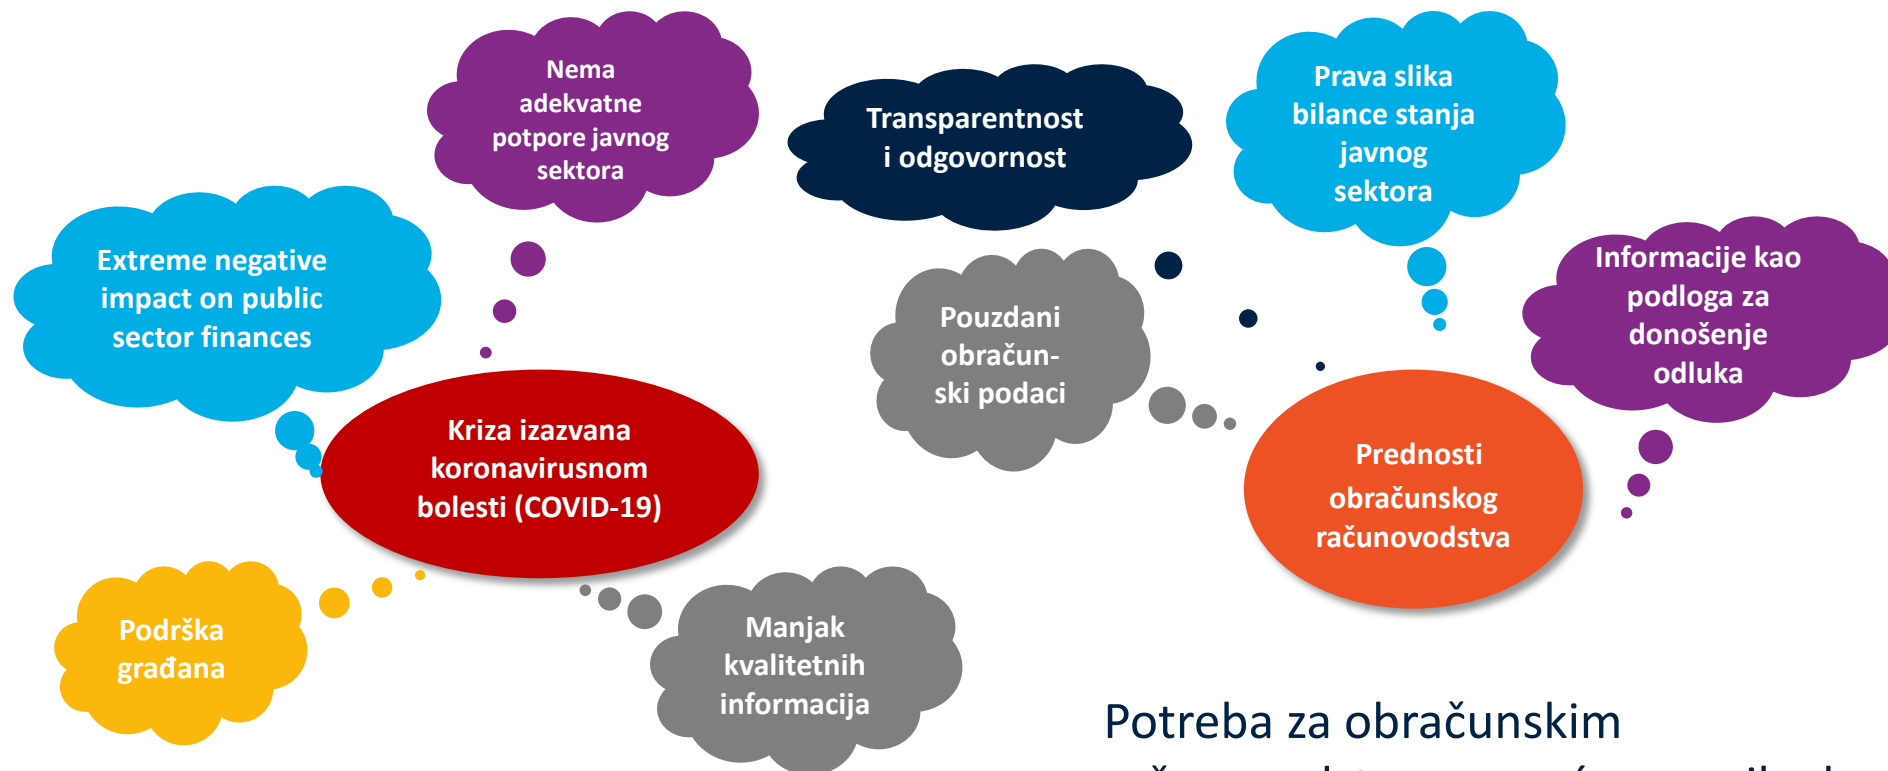 Nema
adekvatne
potpore javnog
sektora
Transparentnost
i odgovornost
Prava slika
bilance stanja
javnog
sektora
Extreme negative
impact on public
sector finances
Informacije kao
podloga za
donošenje
odluka
Pouzdani
obračun-
ski podaci
Kriza izazvana
koronavirusnom
bolesti (COVID-19)
Prednosti
obračunskog
računovodstva
Podrška
građana
Manjak
kvalitetnih
informacija
Potreba za obračunskim